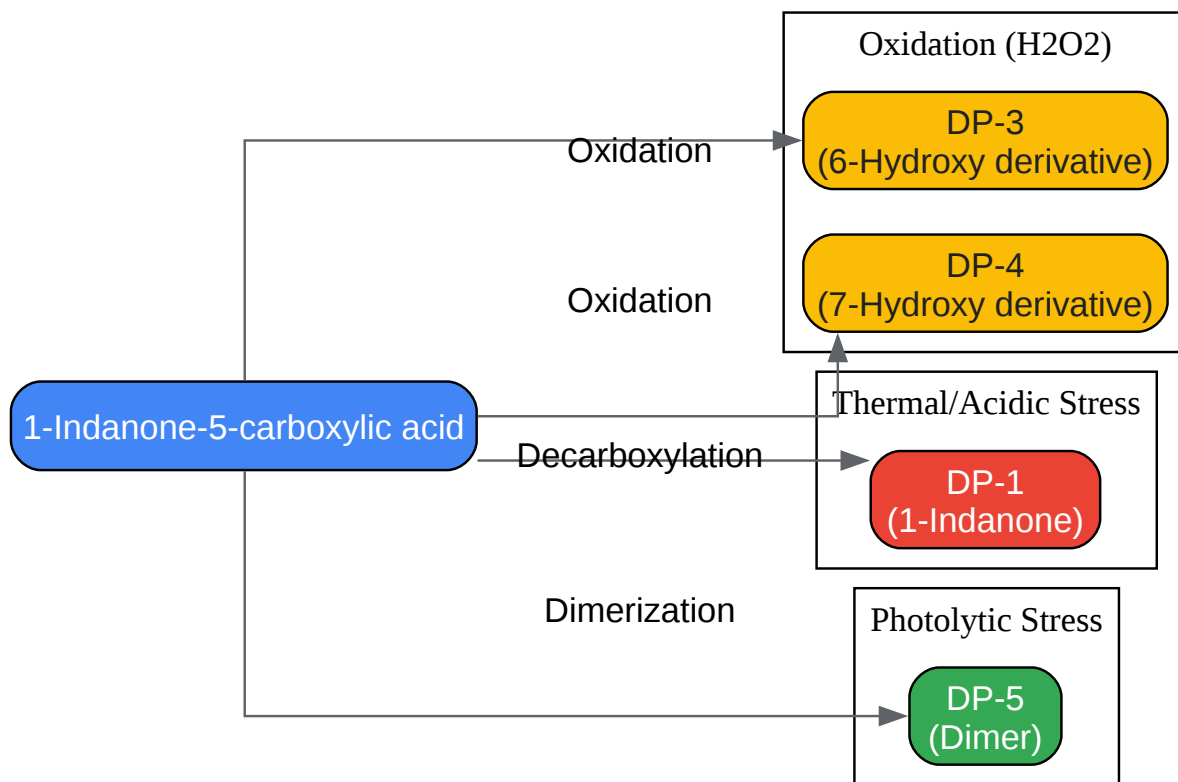 Oxidation (H2O2)
DP-3
(6-Hydroxy derivative)
Oxidation
DP-4
(7-Hydroxy derivative)
Oxidation
1-Indanone-5-carboxylic acid
Thermal/Acidic Stress
Decarboxylation
DP-1
(1-Indanone)
Dimerization
Photolytic Stress
DP-5
(Dimer)